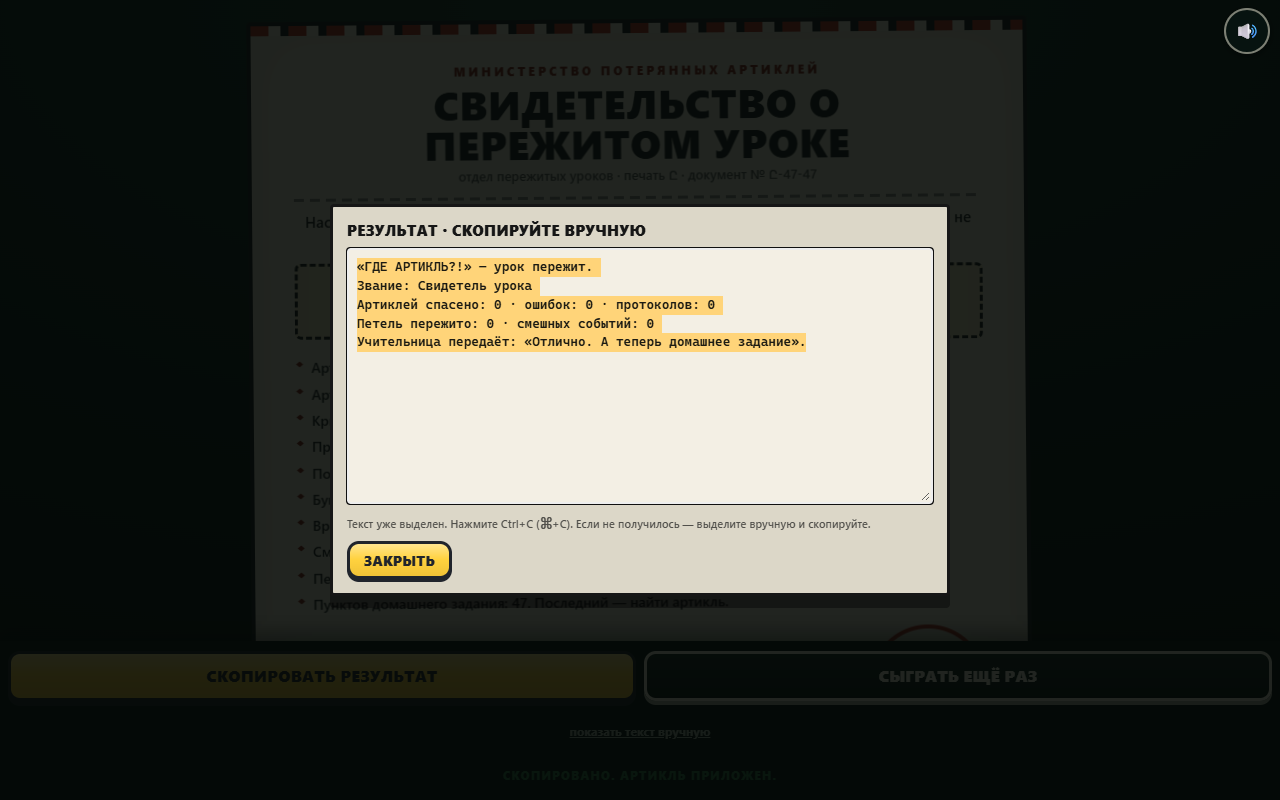 МИНИСТЕРСТВО ПОТЕРЯННЫХ АРТИКЛЕЙ
СВИДЕТЕЛЬСТВО О
ПЕРЕЖИТОМ УРОКЕ
отдел пережитых уроков · печать · документ № -47-47
не
РЕЗУЛЬТАТ · СКОПИРУЙТЕ ВРУЧНУЮ
«ГДЕ АРТИКЛЬ?!» — урок пережит.
Звание: Свидетель урока
Артиклей спасено: 0 · ошибок: 0 · протоколов: 0
Петель пережито: 0 · смешных событий: 0
Учительница передаёт: «Отлично. А теперь домашнее задание».
Текст уже выделен. Нажмите Ctrl+C (⌘+C). Если не получилось — выделите вручную и скопируйте.
ЗАКРЫТЬ
Пунктов домашнего задания: 47. Последний — найти артикль.
СКОПИРОВАТЬ РЕЗУЛЬТАТ
СЫГРАТЬ ЕЩЁ РАЗ
показать текст вручную
СКОПИРОВАНО. АРТИКЛЬ ПРИЛОЖЕН.